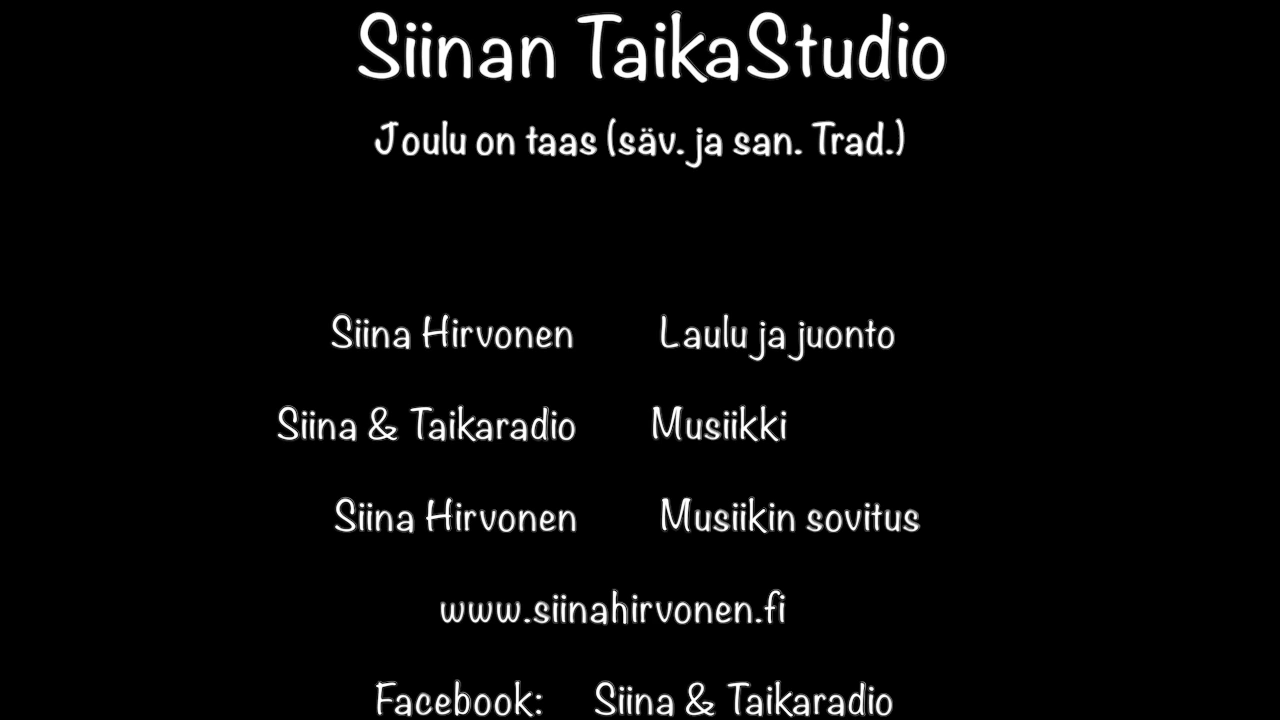 Siinan TaikaStudio
Joulu on taas (säv. ja san. Trad.)
Siina Hirvonen Laulu ja juonto
Siina & Taikaradio Musiikki
Siina Hirvonen Musiikin sovitus
www.siinahirvonen.fi
Facebook: Siina & Taikaradio